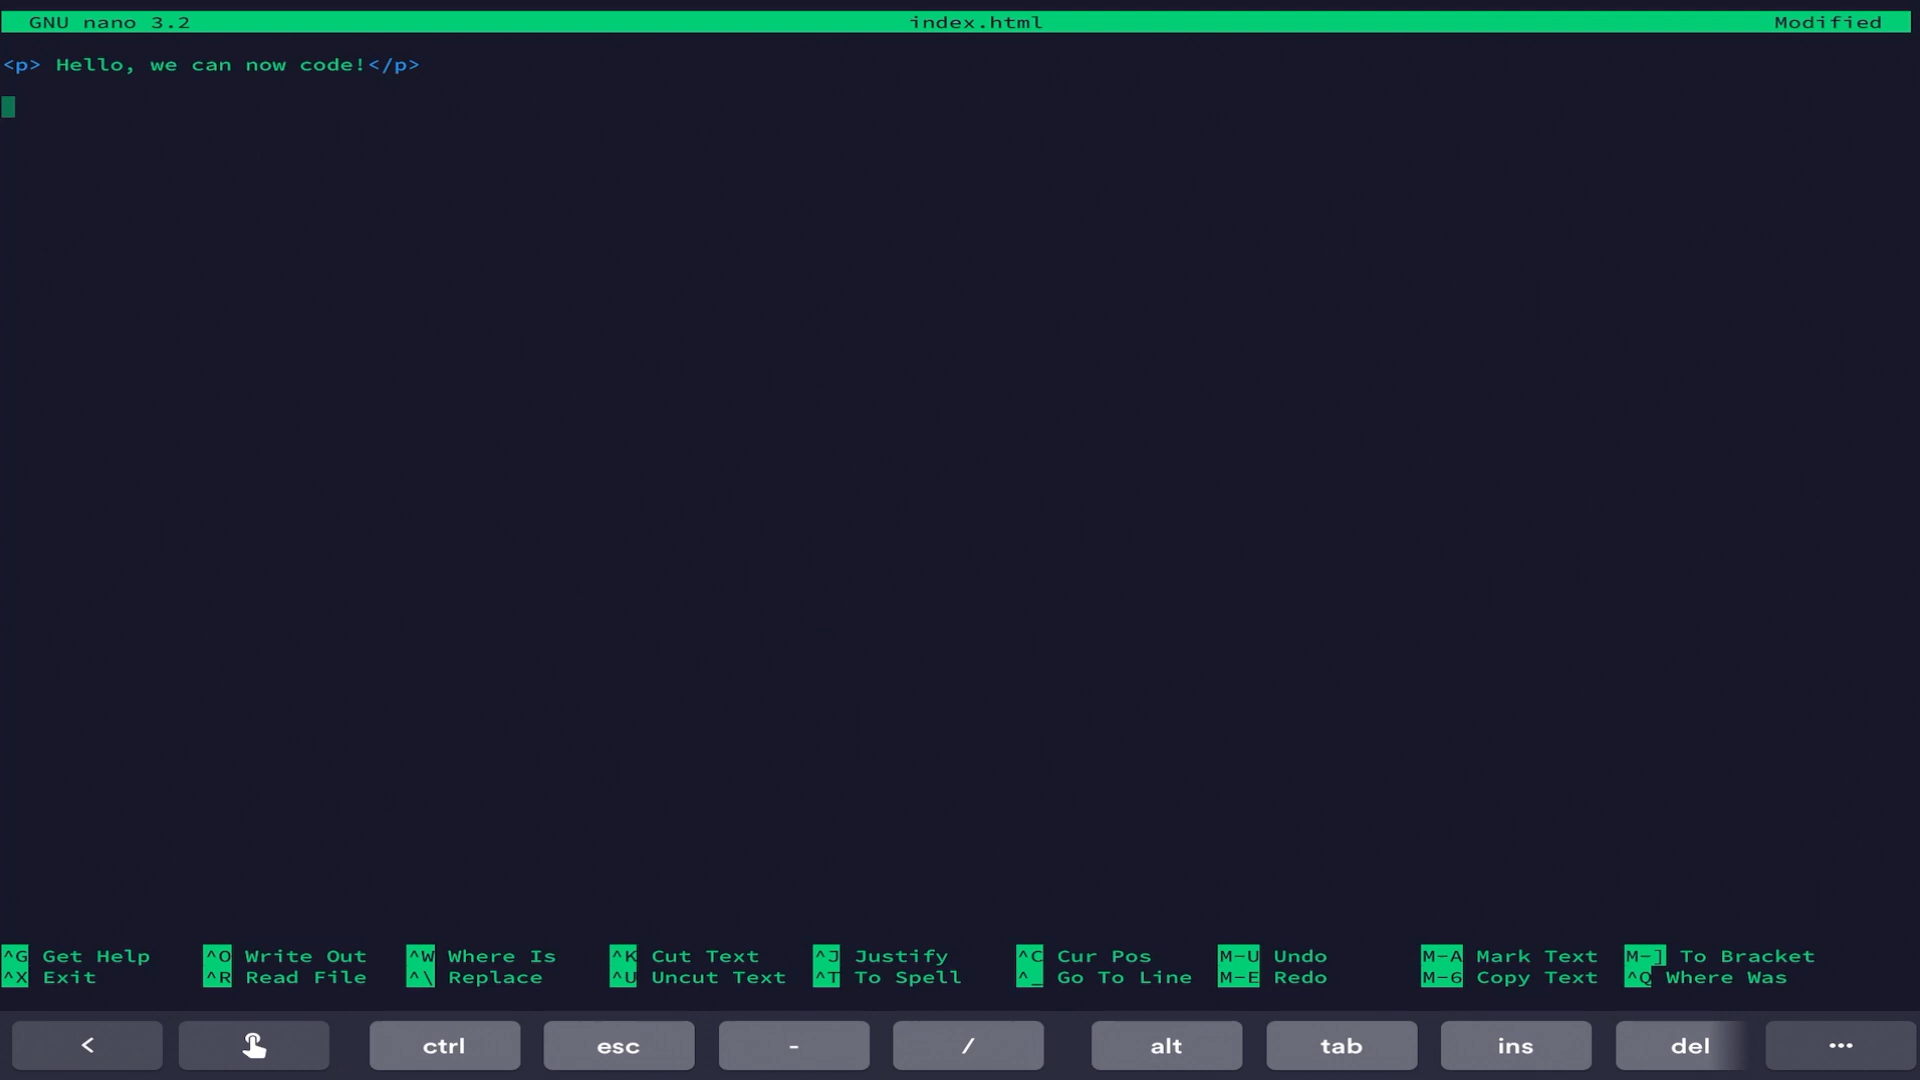 GNU nano 3.2 index.html Modified
<p> Hello, we can now code!</p>
^G Get Help ^O Write Out ^W Where Is ^K Cut Text ^J Justify ^C Cur Pos M-U Undo M-A Mark Text M-] To Bracket
^X Exit ^R Read File ^\ Replace ^U Uncut Text ^T To Spell ^_ Go To Line M-E Redo M-6 Copy Text ^Q Where Was
< ctrl esc - / alt tab ins del ···